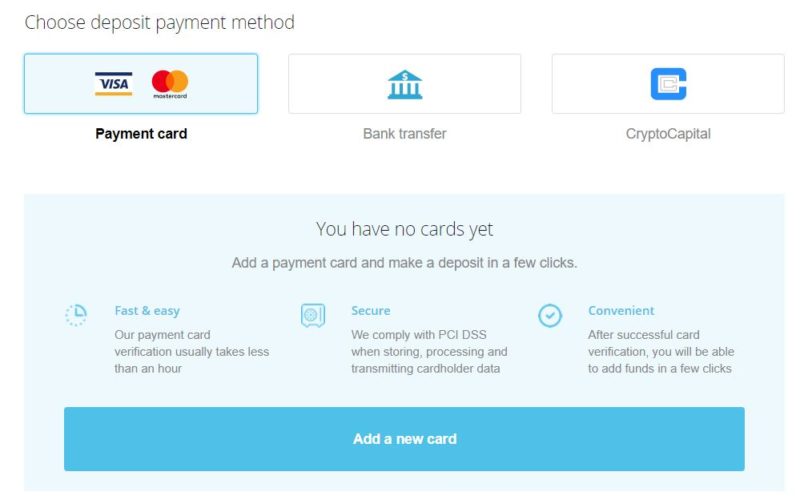 Choose deposit payment method
VISA
mastercard
Payment card
Bank transfer
CryptoCapital
You have no cards yet
Add a payment card and make a deposit in a few clicks.
Fast & easy
Our payment card
verification usually takes less
than an hour
Secure
We comply with PCI DSS
when storing, processing and
transmitting cardholder data
Convenient
After successful card
verification, you will be able
to add funds in a few clicks
Add a new card